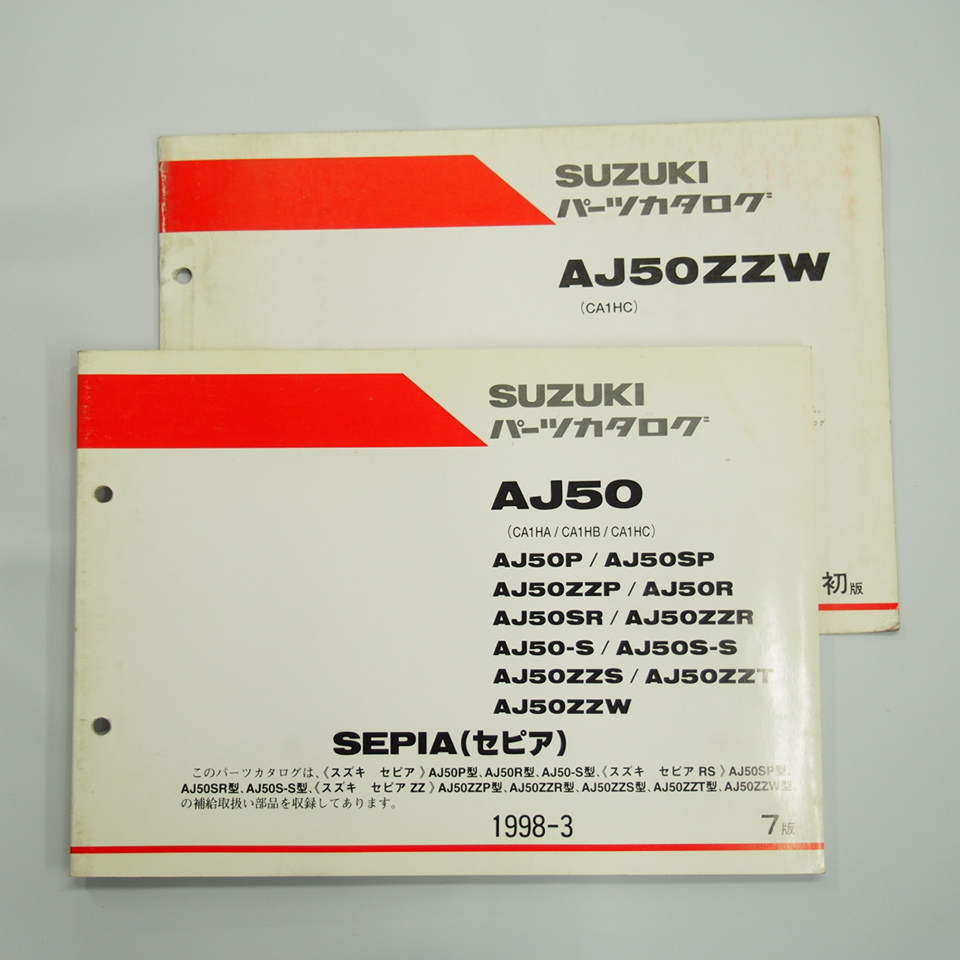 SUZUKI
パーツカタログ
AJ50ZZW
(CA1HC)
初版
SUZUKI
パーツカタログ
AJ50
(CA1HA / CA1HB / CA1HC)
AJ50P / AJ50SP
AJ50ZZP / AJ50R
AJ50SR / AJ50ZZR
AJ50-S / AJ50S-S
AJ50ZZS / AJ50ZZT
AJ50ZZW
SEPIA(セピア)
このパーツカタログは、《スズキ セピア》AJ50P型、AJ50R型、AJ50-S型、《スズキ セピア RS》AJ50SP型、
AJ50SR型、AJ50S-S型、《スズキ セピア ZZ》AJ50ZZP型、AJ50ZZR型、AJ50ZZS型、AJ50ZZT型、AJ50ZZW型、
の補給取扱い部品を収録してあります。
1998-3 7版